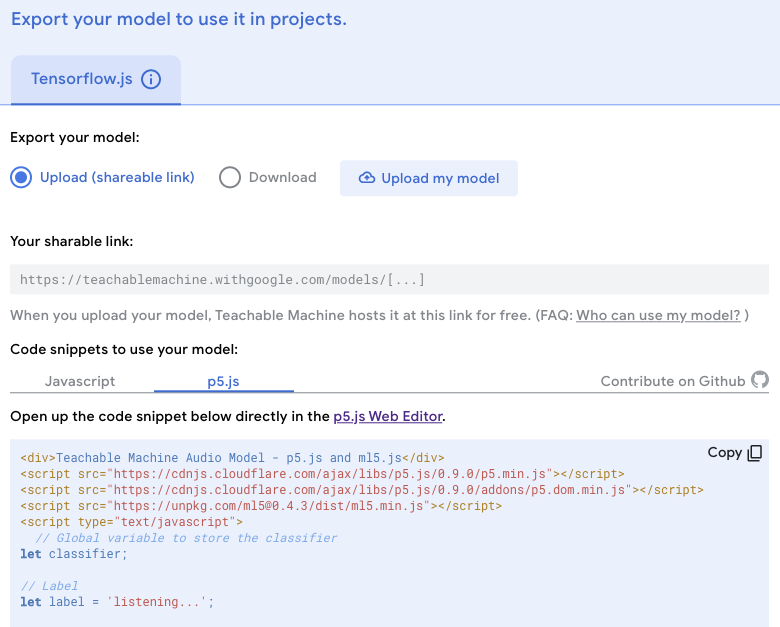 Export your model to use it in projects.
Tensorflow.js
Export your model:
Upload (shareable link) Download Upload my model
Your sharable link:
https://teachablemachine.withgoogle.com/models/[...]
When you upload your model, Teachable Machine hosts it at this link for free. (FAQ: Who can use my model? )
Code snippets to use your model:
Javascript p5.js Contribute on Github
Open up the code snippet below directly in the p5.js Web Editor.
Copy
<div>Teachable Machine Audio Model - p5.js and ml5.js</div>
<script src="https://cdnjs.cloudflare.com/ajax/libs/p5.js/0.9.0/p5.min.js"></script>
<script src="https://cdnjs.cloudflare.com/ajax/libs/p5.js/0.9.0/addons/p5.dom.min.js"></script>
<script src="https://unpkg.com/ml5@0.4.3/dist/ml5.min.js"></script>
<script type="text/javascript">
// Global variable to store the classifier
let classifier;
// Label
let label = 'listening...';